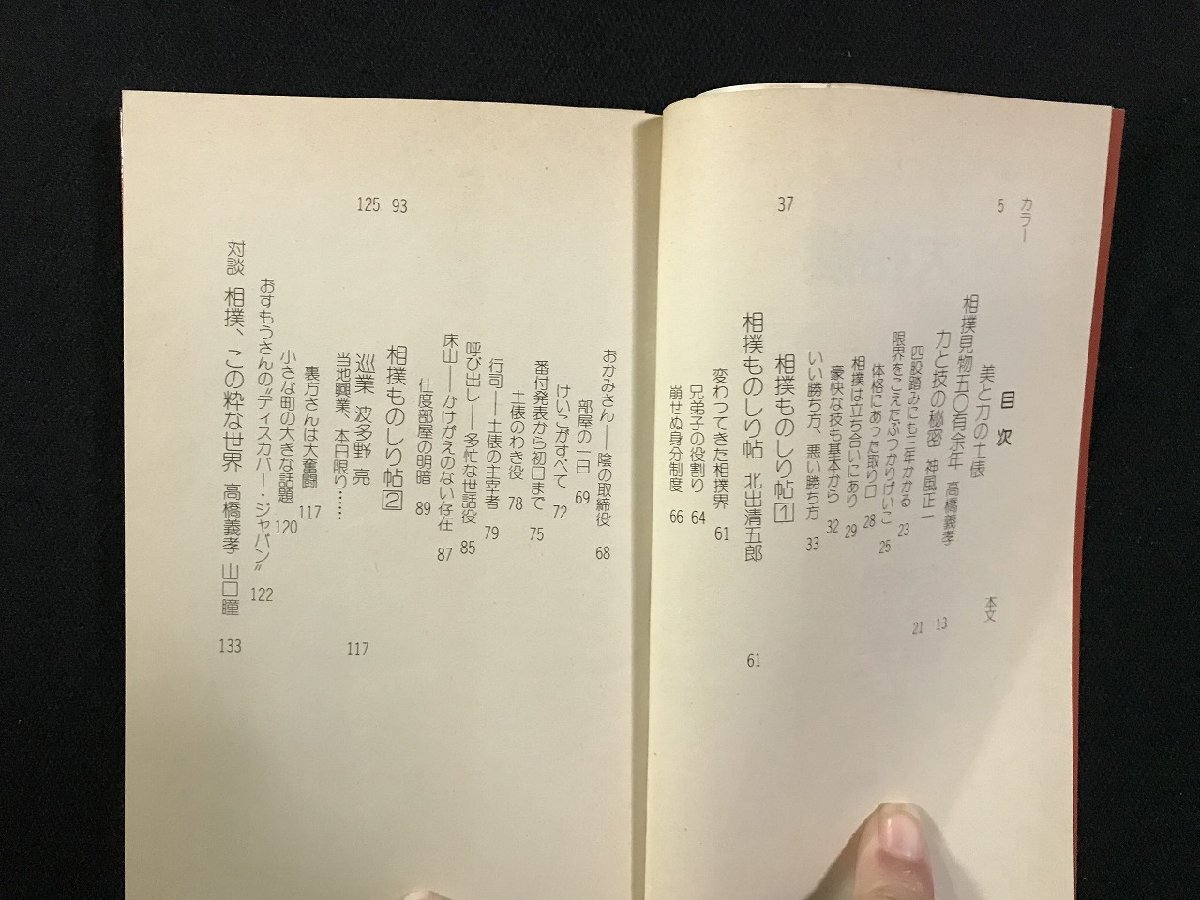 目次
カラー 本文
美と力の土俵 5
相撲見物五〇有余年 高橋義孝 13
力と技の秘密 神風正一 21
四股踏みにも三年かかる 23
限界をこえたぶつかりげいこ 25
体格にあった取り口 28
相撲は立ち合いにあり 29
豪快な技も基本から 32
いい勝ち方、悪い勝ち方 33
相撲ものしり帖1 37
相撲ものしり帖 北出清五郎 61
変わってきた相撲界 61
兄弟子の役割り 64
崩せぬ身分制度 66
おかみさん——陰の取締役 68
部屋の一日 69
けいこがすべて 72
番付発表から初日まで 75
土俵のわき役 78
行司——土俵の主宰者 79
呼び出し——多忙な世話役 85
床山——かけがえのない存在 87
仕度部屋の明暗 89
相撲ものしり帖2 93
巡業 波多野亮 117
当地興業、本日限り…… 125
裏方さんは大奮闘 117
小さな町の大きな話題 120
おすもうさんの〝ディスカバー・ジャパン〟 122
対談 相撲、この粋な世界 高橋義孝 山口瞳 133